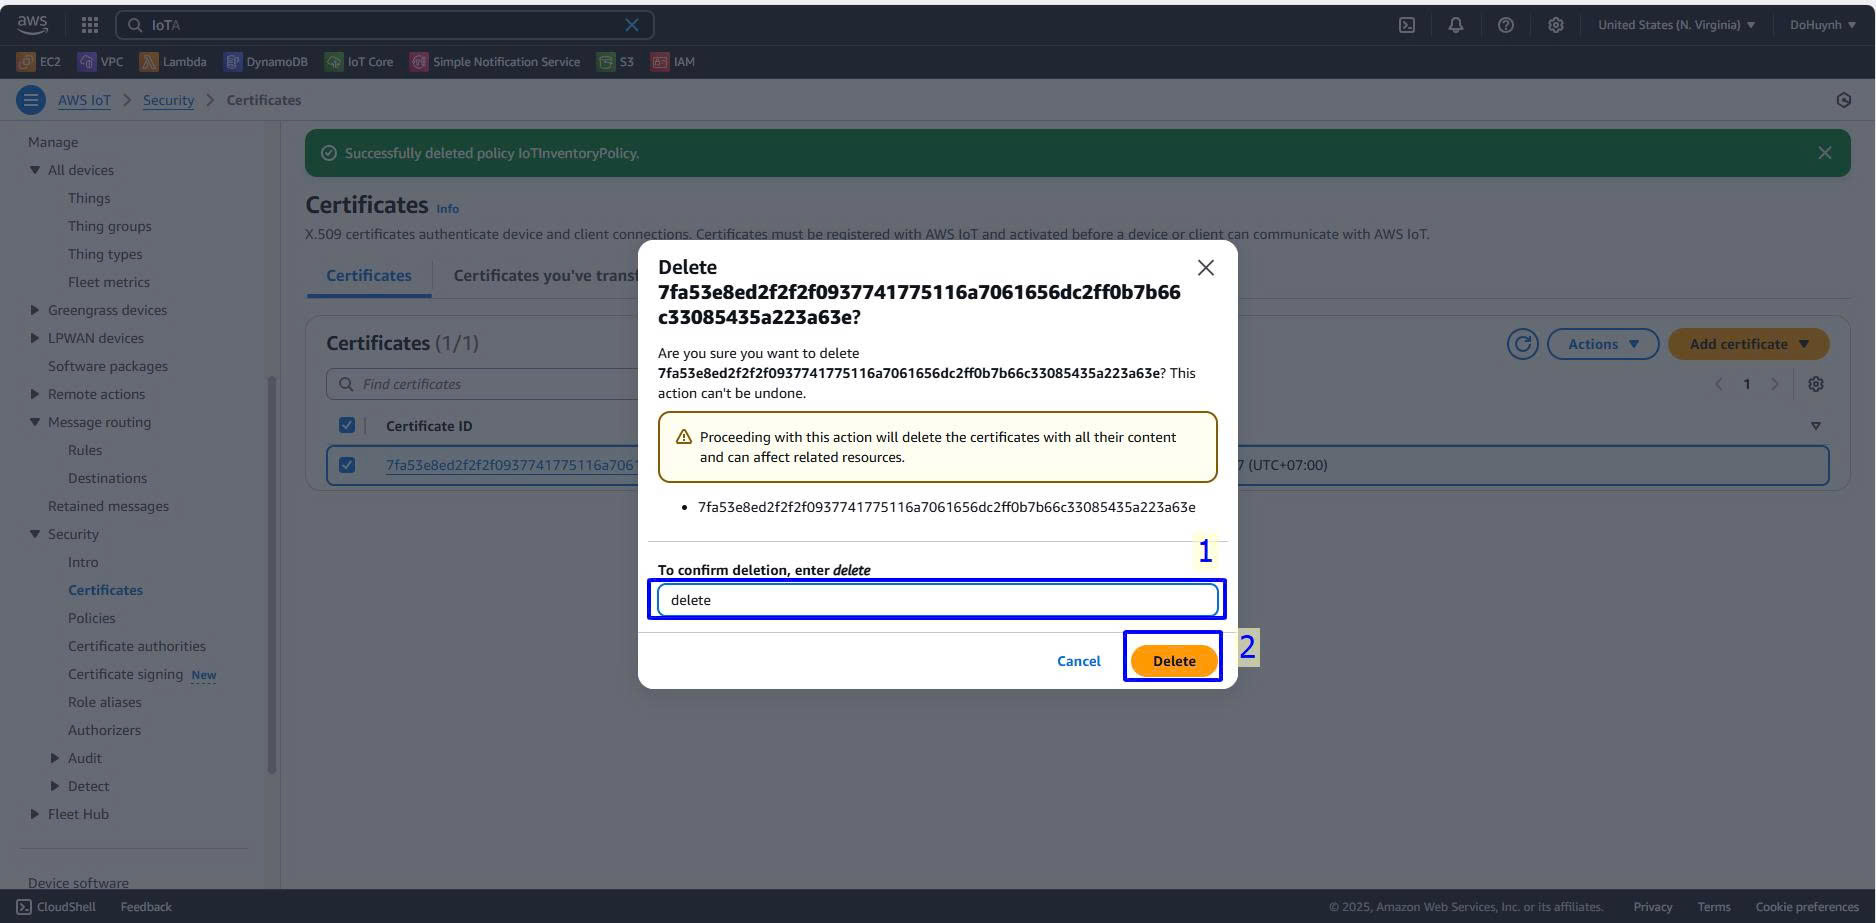 aws
IoTA
United States (N. Virginia)
DoHuynh
EC2
VPC
Lambda
DynamoDB
IoT Core
Simple Notification Service
S3
IAM
AWS IoT
Security
Certificates
Manage
All devices
Things
Thing groups
Thing types
Fleet metrics
Greengrass devices
LPWAN devices
Software packages
Remote actions
Message routing
Rules
Destinations
Retained messages
Security
Intro
Certificates
Policies
Certificate authorities
Certificate signing New
Role aliases
Authorizers
Audit
Detect
Fleet Hub
Device software
Successfully deleted policy IoTInventoryPolicy.
Certificates Info
X.509 certificates authenticate device and client connections. Certificates must be registered with AWS IoT and activated before a device or client can communicate with AWS IoT.
Certificates
Certificates you've transf
Certificates (1/1)
Actions
Add certificate
Find certificates
1
Certificate ID
7fa53e8ed2f2f2f0937741775116a7061
7 (UTC+07:00)
Delete
7fa53e8ed2f2f2f0937741775116a7061656dc2ff0b7b66
c33085435a223a63e?
Are you sure you want to delete
7fa53e8ed2f2f2f0937741775116a7061656dc2ff0b7b66c33085435a223a63e? This
action can't be undone.
Proceeding with this action will delete the certificates with all their content
and can affect related resources.
• 7fa53e8ed2f2f2f0937741775116a7061656dc2ff0b7b66c33085435a223a63e
1
To confirm deletion, enter delete
delete
Cancel
Delete
2
CloudShell
Feedback
© 2025, Amazon Web Services, Inc. or its affiliates.
Privacy
Terms
Cookie preferences